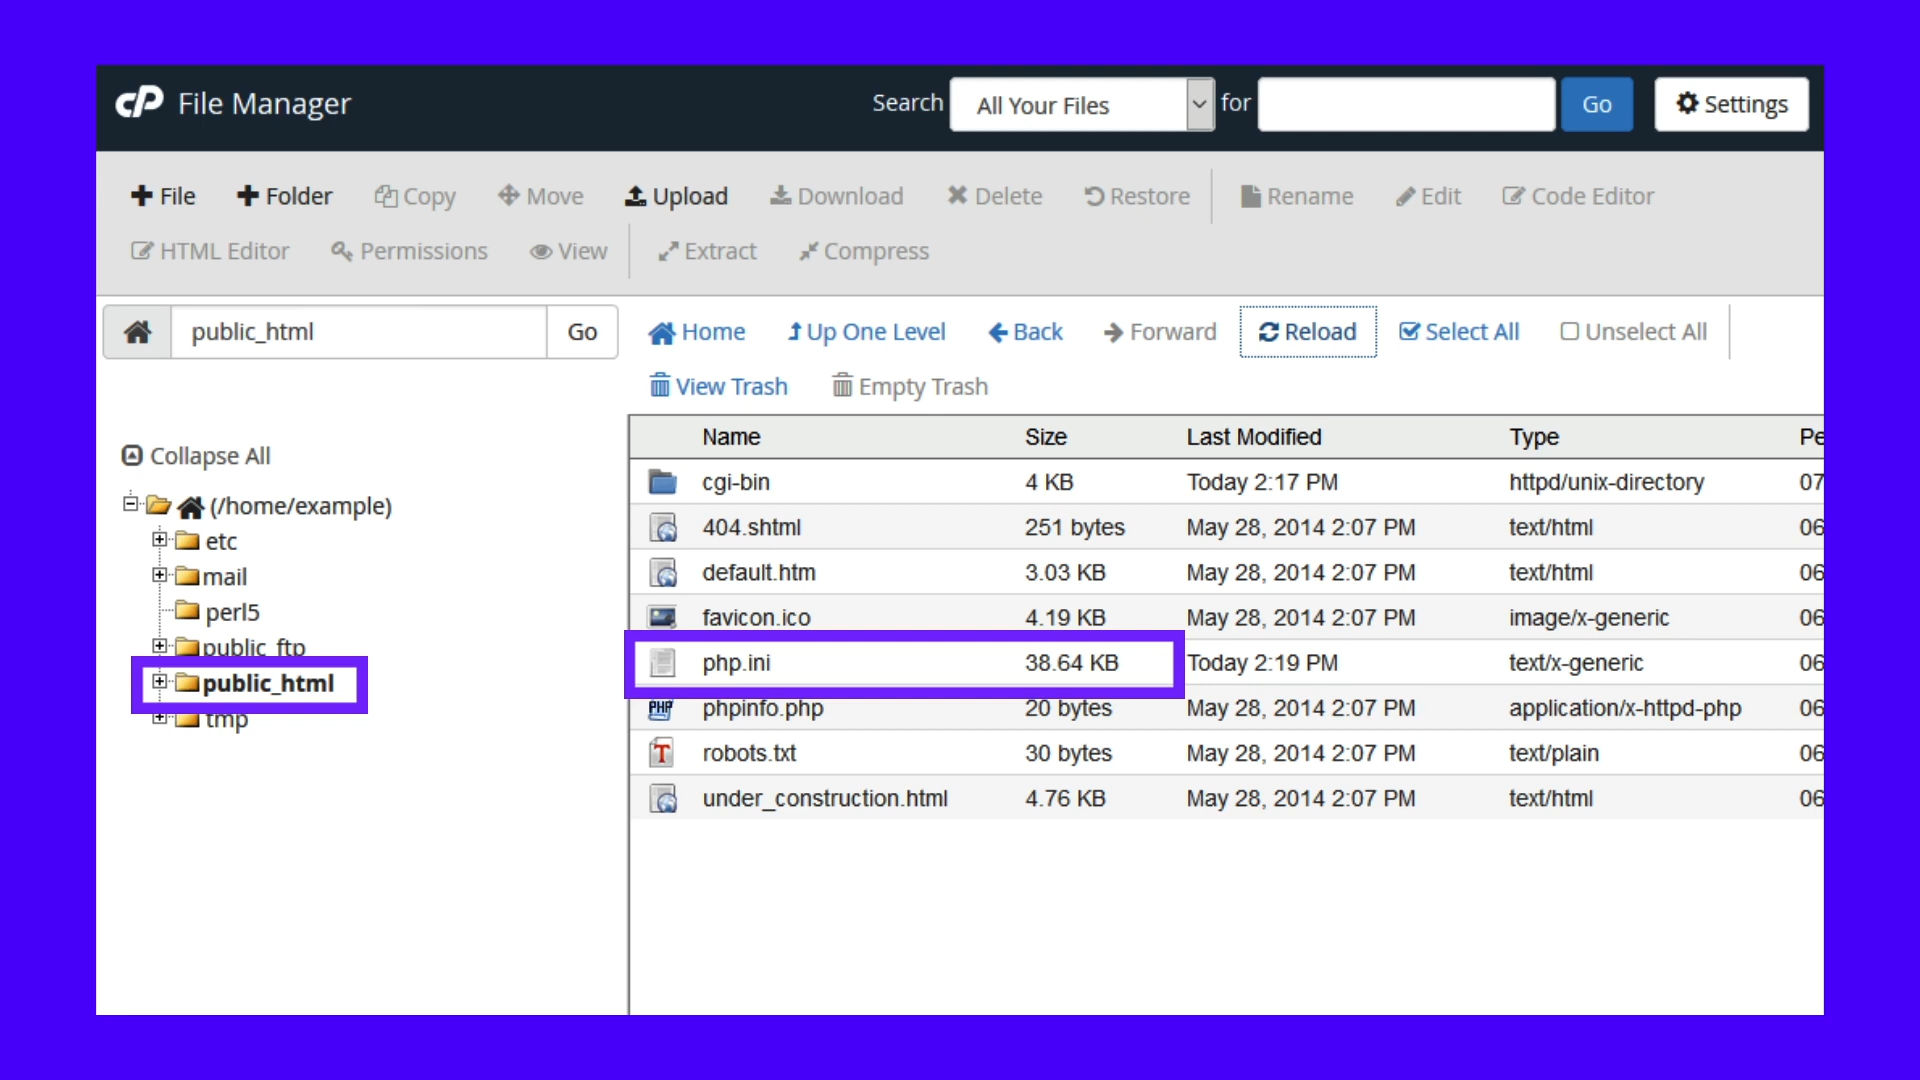 cP File Manager Search All Your Files for Go Settings
File Folder Copy Move Upload Download Delete Restore Rename Edit Code Editor
HTML Editor Permissions View Extract Compress
public_html Go Home Up One Level Back Forward Reload Select All Unselect All
View Trash Empty Trash
Collapse All
(/home/example)
etc
mail
perl5
public_ftp
public_html
tmp
Name Size Last Modified Type Pe
cgi-bin 4 KB Today 2:17 PM httpd/unix-directory 07
404.shtml 251 bytes May 28, 2014 2:07 PM text/html 06
default.htm 3.03 KB May 28, 2014 2:07 PM text/html 06
favicon.ico 4.19 KB May 28, 2014 2:07 PM image/x-generic 06
php.ini 38.64 KB Today 2:19 PM text/x-generic 06
PHP phpinfo.php 20 bytes May 28, 2014 2:07 PM application/x-httpd-php 06
T robots.txt 30 bytes May 28, 2014 2:07 PM text/plain 06
under_construction.html 4.76 KB May 28, 2014 2:07 PM text/html 06